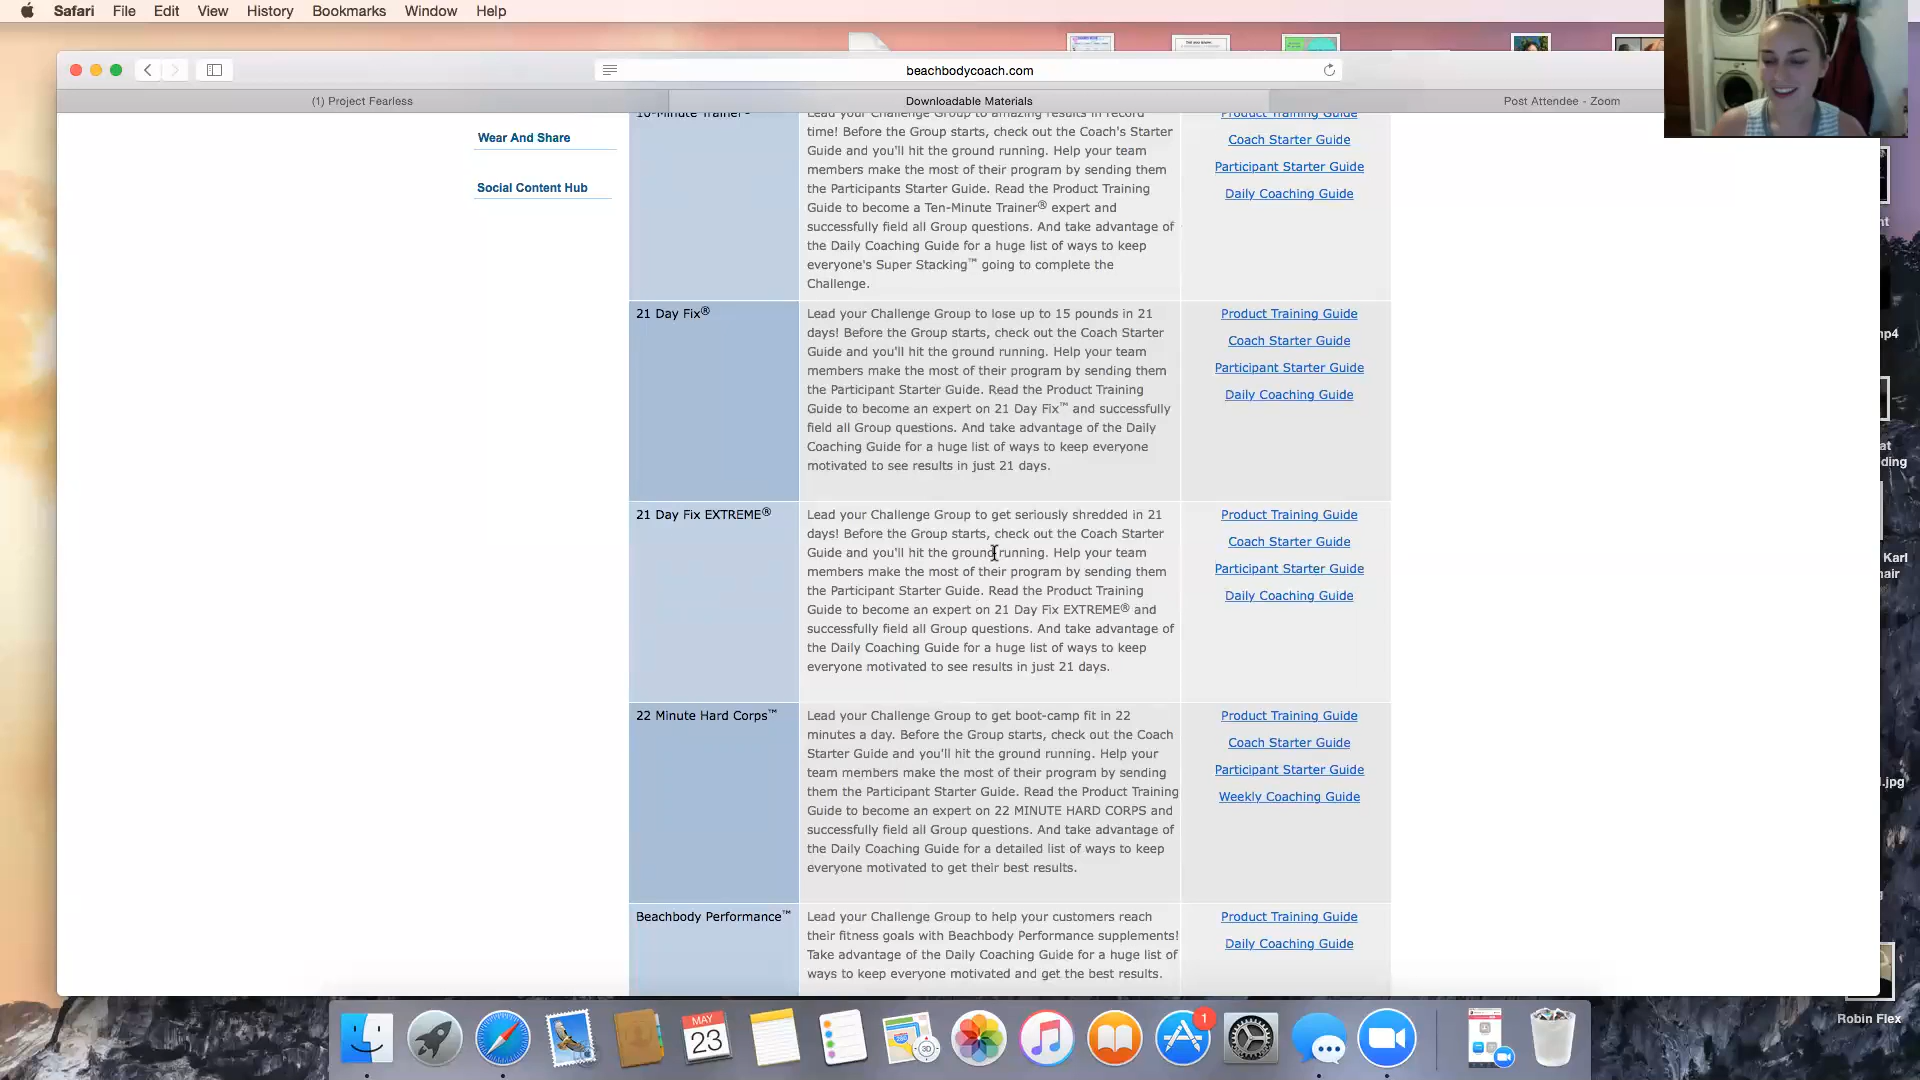 Safari File Edit View History Bookmarks Window Help
beachbodycoach.com
(1) Project Fearless
Downloadable Materials
Post Attendee - Zoom
Wear And Share
Social Content Hub
10-Minute Trainer®
Lead your Challenge Group to amazing results in record
time! Before the Group starts, check out the Coach's Starter
Guide and you'll hit the ground running. Help your team
members make the most of their program by sending them
the Participants Starter Guide. Read the Product Training
Guide to become a Ten-Minute Trainer® expert and
successfully field all Group questions. And take advantage of
the Daily Coaching Guide for a huge list of ways to keep
everyone's Super Stacking™ going to complete the
Challenge.
Product Training Guide
Coach Starter Guide
Participant Starter Guide
Daily Coaching Guide
21 Day Fix®
Lead your Challenge Group to lose up to 15 pounds in 21
days! Before the Group starts, check out the Coach Starter
Guide and you'll hit the ground running. Help your team
members make the most of their program by sending them
the Participant Starter Guide. Read the Product Training
Guide to become an expert on 21 Day Fix™ and successfully
field all Group questions. And take advantage of the Daily
Coaching Guide for a huge list of ways to keep everyone
motivated to see results in just 21 days.
Product Training Guide
Coach Starter Guide
Participant Starter Guide
Daily Coaching Guide
21 Day Fix EXTREME®
Lead your Challenge Group to get seriously shredded in 21
days! Before the Group starts, check out the Coach Starter
Guide and you'll hit the ground running. Help your team
members make the most of their program by sending them
the Participant Starter Guide. Read the Product Training
Guide to become an expert on 21 Day Fix EXTREME® and
successfully field all Group questions. And take advantage of
the Daily Coaching Guide for a huge list of ways to keep
everyone motivated to see results in just 21 days.
Product Training Guide
Coach Starter Guide
Participant Starter Guide
Daily Coaching Guide
22 Minute Hard Corps™
Lead your Challenge Group to get boot-camp fit in 22
minutes a day. Before the Group starts, check out the Coach
Starter Guide and you'll hit the ground running. Help your
team members make the most of their program by sending
them the Participant Starter Guide. Read the Product Training
Guide to become an expert on 22 MINUTE HARD CORPS and
successfully field all Group questions. And take advantage of
the Daily Coaching Guide for a detailed list of ways to keep
everyone motivated to get their best results.
Product Training Guide
Coach Starter Guide
Participant Starter Guide
Weekly Coaching Guide
Beachbody Performance™
Lead your Challenge Group to help your customers reach
their fitness goals with Beachbody Performance supplements!
Take advantage of the Daily Coaching Guide for a huge list of
ways to keep everyone motivated and get the best results.
Product Training Guide
Daily Coaching Guide
Karl
Robin Flex
MAY
23
1
3D